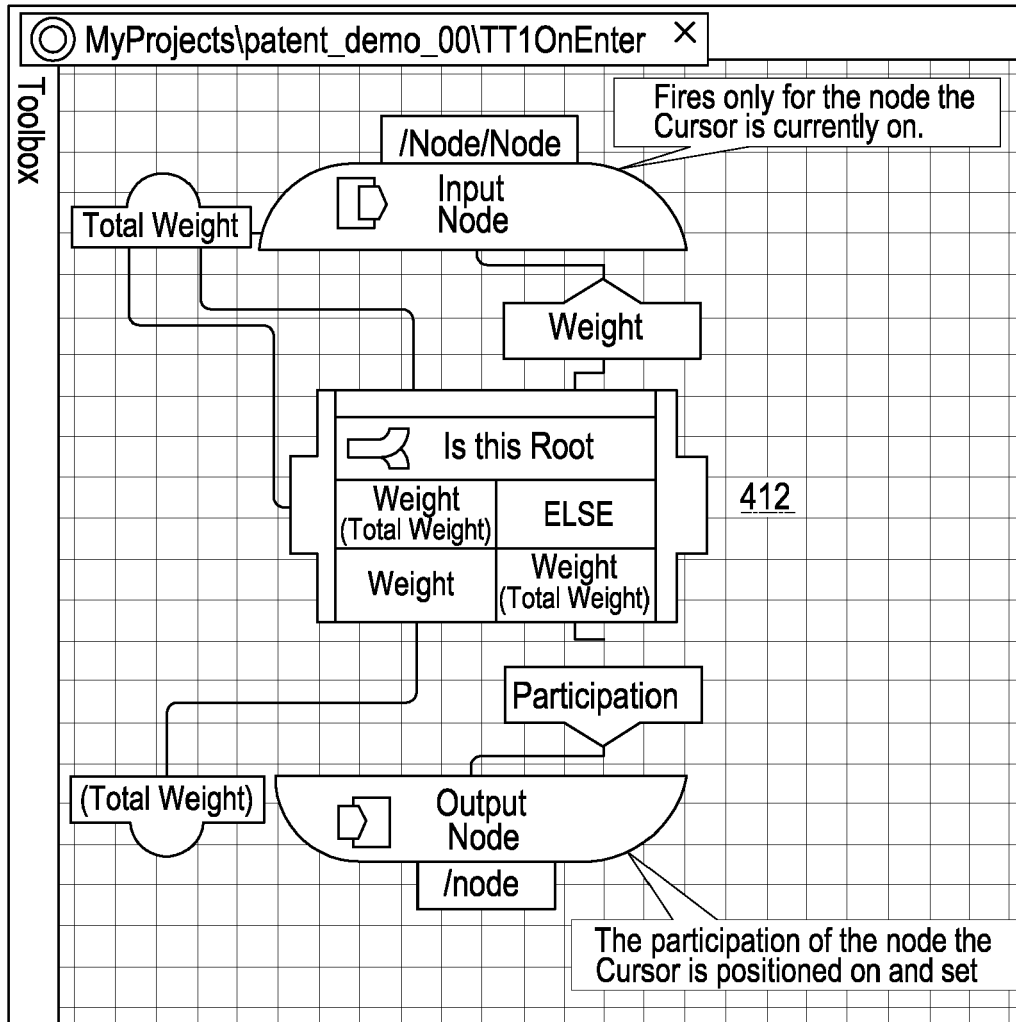 MyProjects\patent_demo_00\TT1OnEnter ×
Toolbox
Fires only for the node the
Cursor is currently on.
/Node/Node
Input
Node
Total Weight
Weight
Is this Root
Weight
(Total Weight)
ELSE
Weight
Weight
(Total Weight)
412
Participation
(Total Weight)
Output
Node
/node
The participation of the node the
Cursor is positioned on and set